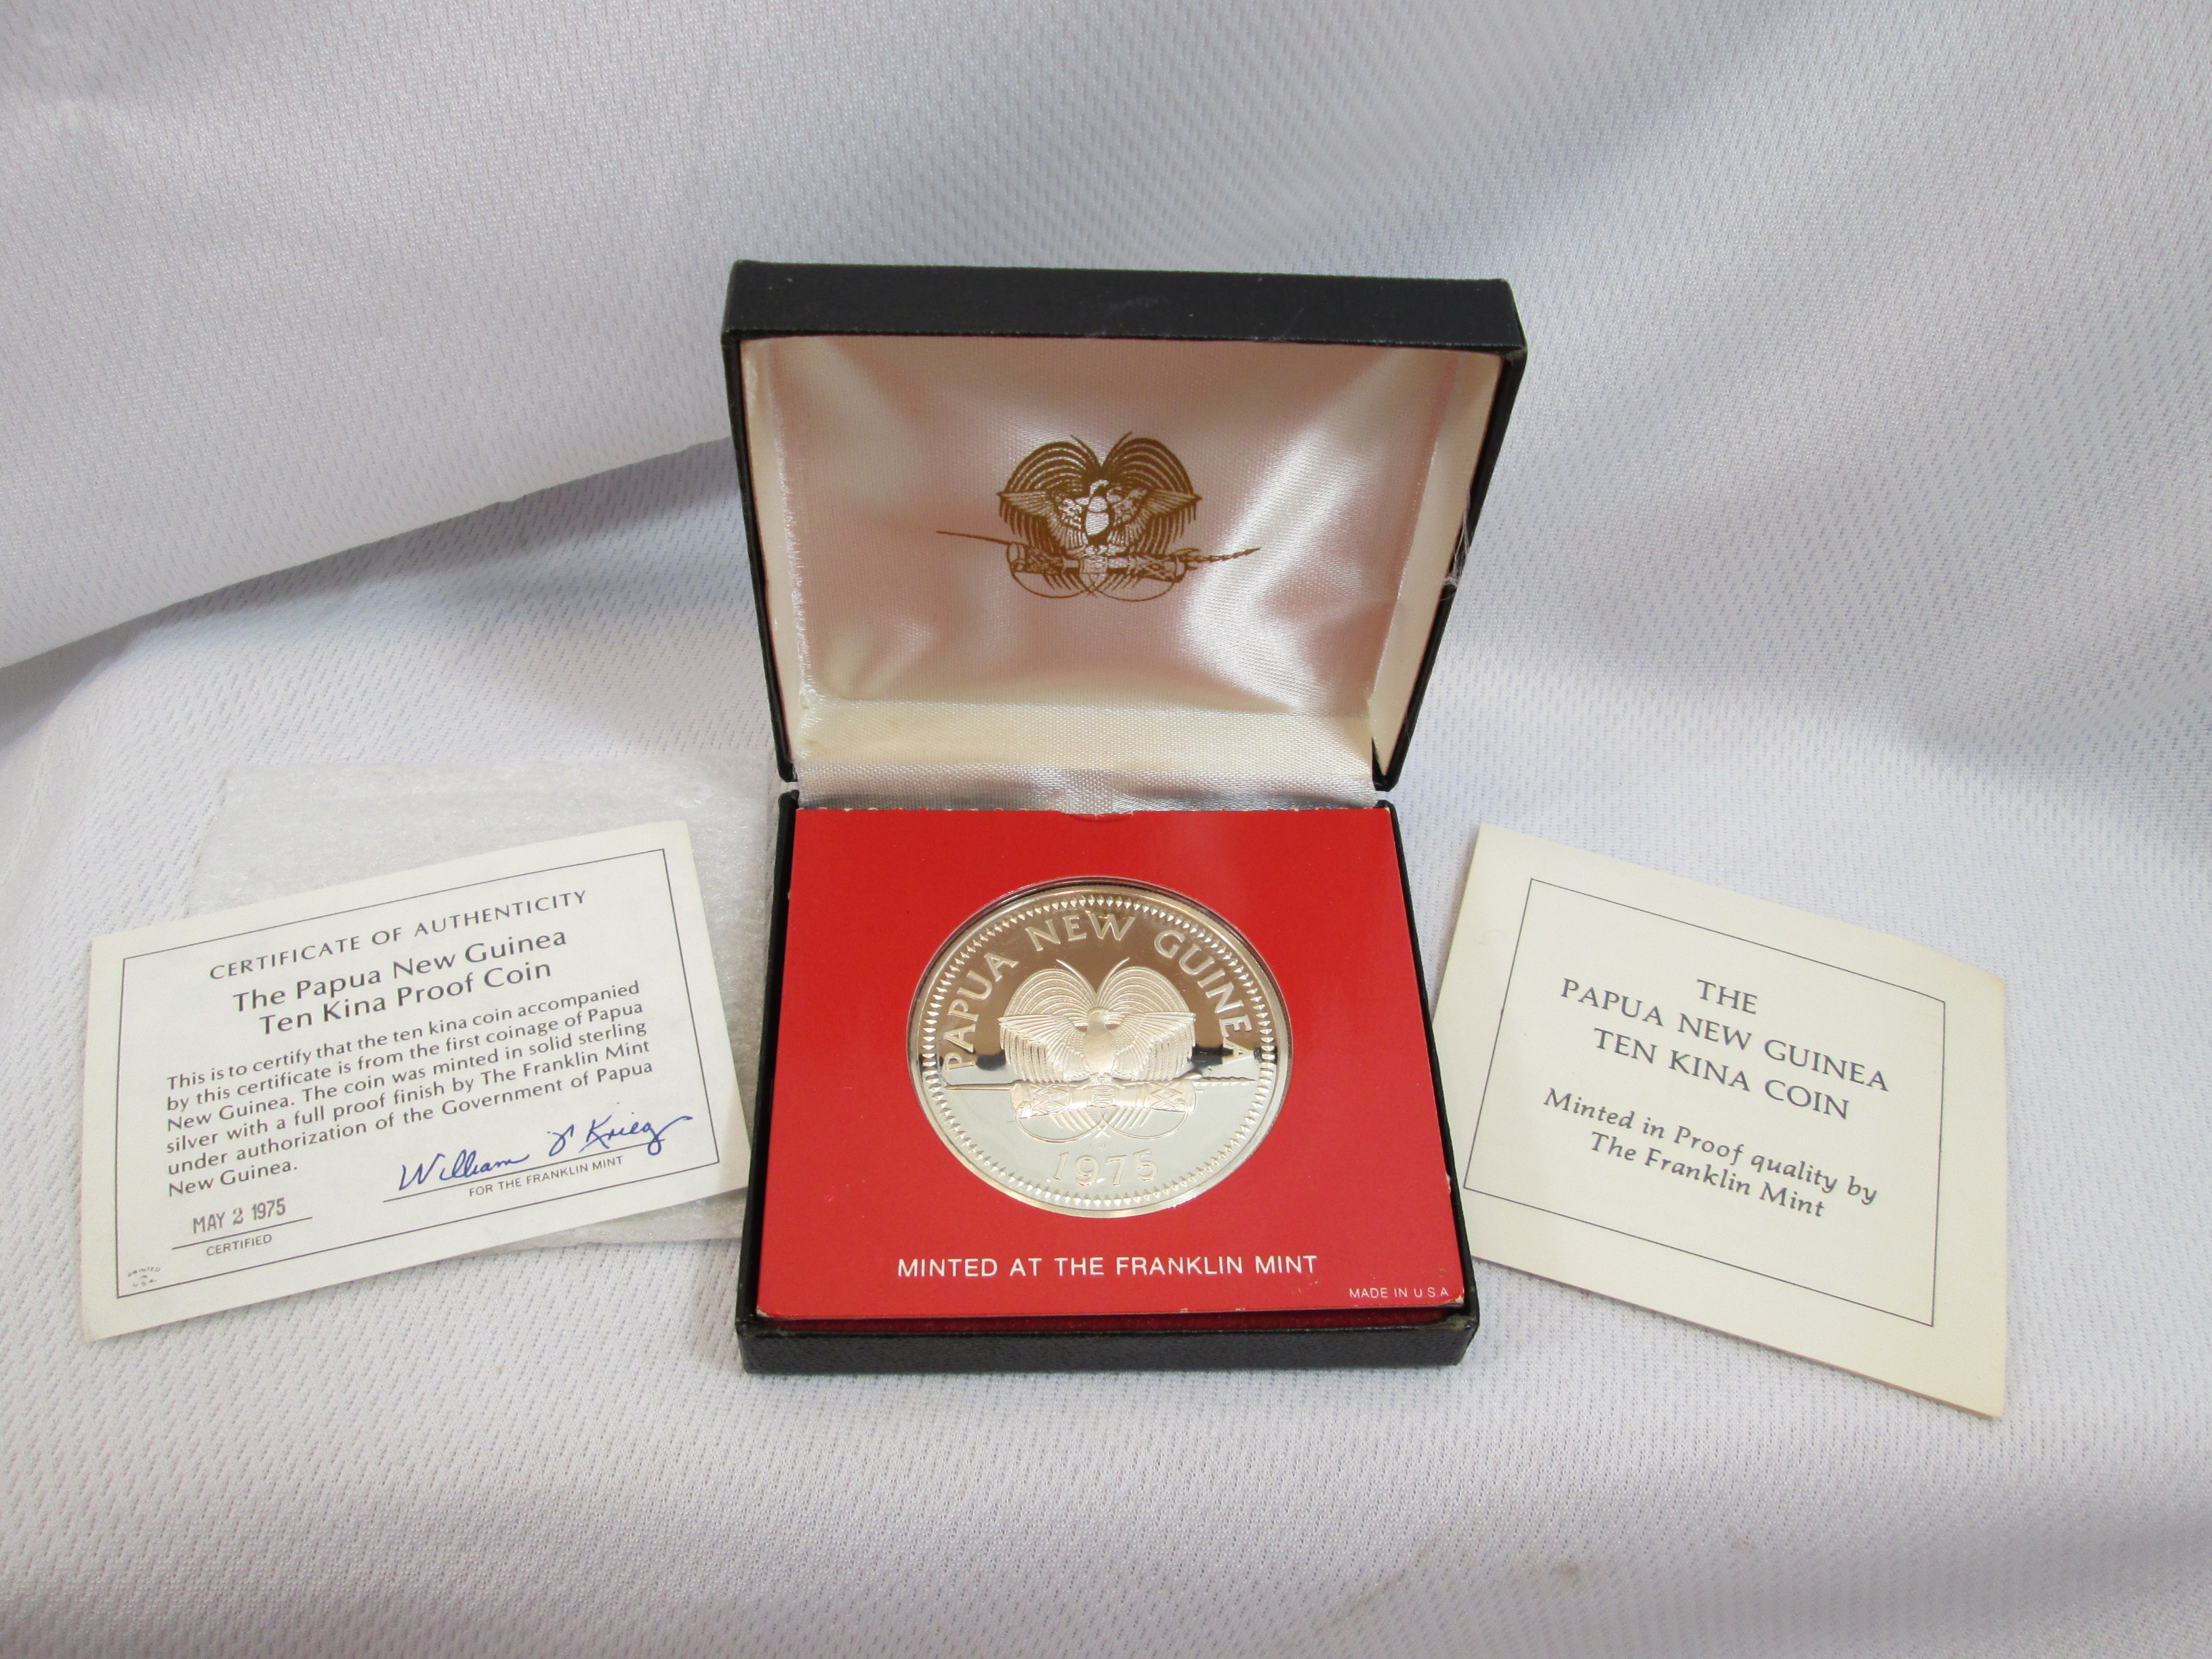 CERTIFICATE OF AUTHENTICITY
The Papua New Guinea
Ten Kina Proof Coin
This is to certify that the ten kina coin accompanied
by this certificate is from the first coinage of Papua
New Guinea. The coin was minted in solid sterling
silver with a full proof finish by The Franklin Mint
under authorization of the Government of Papua
New Guinea.
William J Krieg
FOR THE FRANKLIN MINT
MAY 2 1975
CERTIFIED
PRINTED
IN
U.S.A.
PAPUA NEW GUINEA
1975
MINTED AT THE FRANKLIN MINT
MADE IN U.S.A.
THE
PAPUA NEW GUINEA
TEN KINA COIN
Minted in Proof quality by
The Franklin Mint